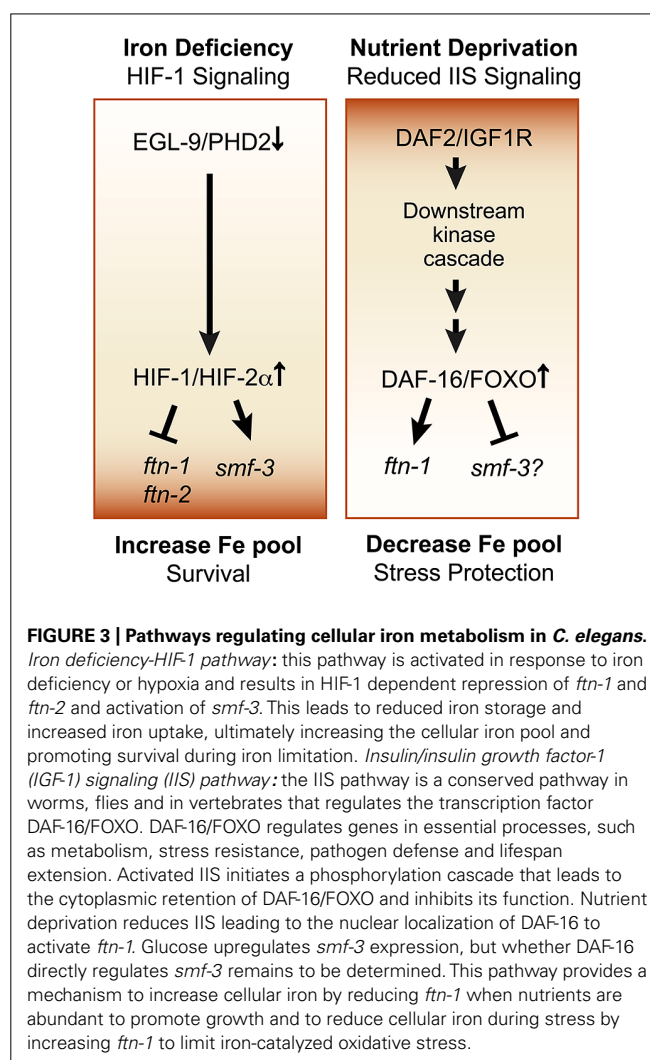 Iron Deficiency Nutrient Deprivation
HIF-1 Signaling Reduced IIS Signaling
EGL-9/PHD2↓ DAF2/IGF1R
Downstream
kinase
cascade
HIF-1/HIF-2α↑ DAF-16/FOXO↑
ftn-1 smf-3 ftn-1 smf-3?
ftn-2
Increase Fe pool Decrease Fe pool
Survival Stress Protection
FIGURE 3 | Pathways regulating cellular iron metabolism in C. elegans.
Iron deficiency-HIF-1 pathway: this pathway is activated in response to iron
deficiency or hypoxia and results in HIF-1 dependent repression of ftn-1 and
ftn-2 and activation of smf-3. This leads to reduced iron storage and
increased iron uptake, ultimately increasing the cellular iron pool and
promoting survival during iron limitation. Insulin/insulin growth factor-1
(IGF-1) signaling (IIS) pathway: the IIS pathway is a conserved pathway in
worms, flies and in vertebrates that regulates the transcription factor
DAF-16/FOXO. DAF-16/FOXO regulates genes in essential processes, such
as metabolism, stress resistance, pathogen defense and lifespan
extension. Activated IIS initiates a phosphorylation cascade that leads to
the cytoplasmic retention of DAF-16/FOXO and inhibits its function. Nutrient
deprivation reduces IIS leading to the nuclear localization of DAF-16 to
activate ftn-1. Glucose upregulates smf-3 expression, but whether DAF-16
directly regulates smf-3 remains to be determined. This pathway provides a
mechanism to increase cellular iron by reducing ftn-1 when nutrients are
abundant to promote growth and to reduce cellular iron during stress by
increasing ftn-1 to limit iron-catalyzed oxidative stress.